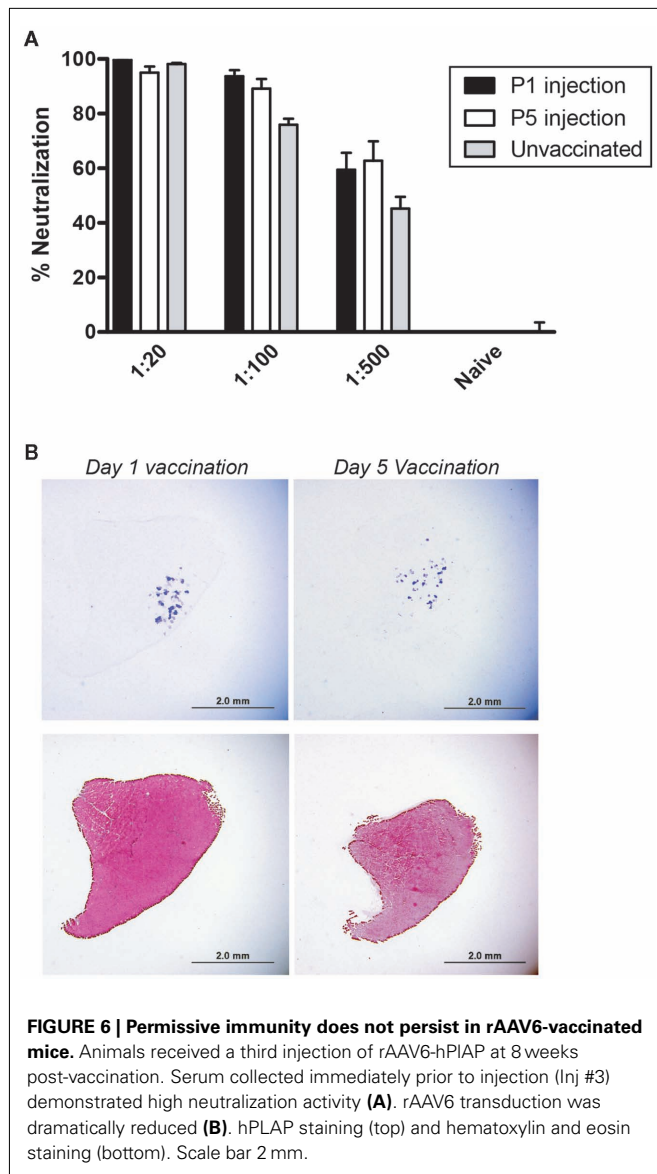 A
100
80
60
40
20
0
% Neutralization
P1 injection
P5 injection
Unvaccinated
1:20
1:100
1:500
Naive
B
Day 1 vaccination
Day 5 Vaccination
2.0 mm
2.0 mm
2.0 mm
2.0 mm
FIGURE 6 | Permissive immunity does not persist in rAAV6-vaccinated
mice. Animals received a third injection of rAAV6-hPlAP at 8 weeks
post-vaccination. Serum collected immediately prior to injection (Inj #3)
demonstrated high neutralization activity (A). rAAV6 transduction was
dramatically reduced (B). hPLAP staining (top) and hematoxylin and eosin
staining (bottom). Scale bar 2 mm.